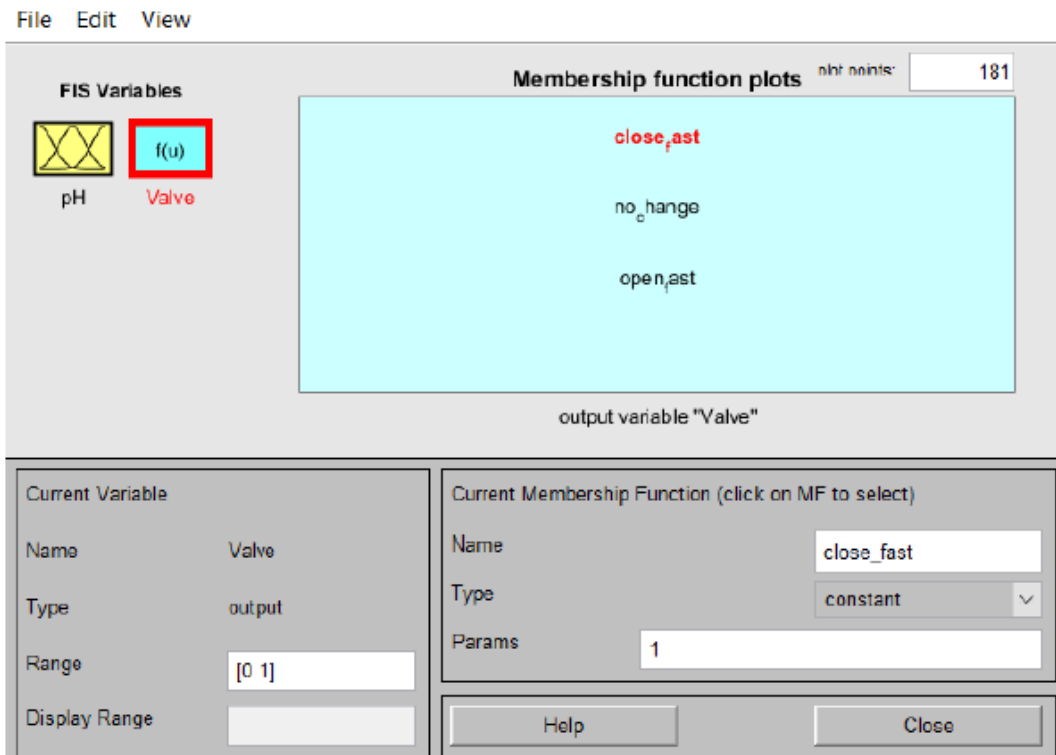 File Edit View
FIS Variables
f(u)
pH Valve
Membership function plots plot points: 181
close_fast
no_change
open_fast
output variable "Valve"
Current Variable
Name Valve
Type output
Range [0 1]
Display Range
Current Membership Function (click on MF to select)
Name close_fast
Type constant
Params 1
Help Close